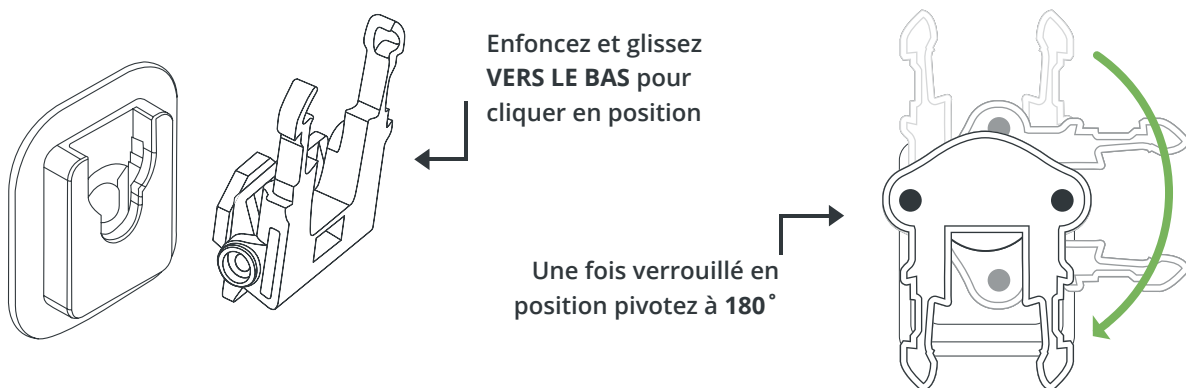 Enfoncez et glissez
VERS LE BAS pour
cliquer en position
Une fois verrouillé en
position pivotez à 180˚